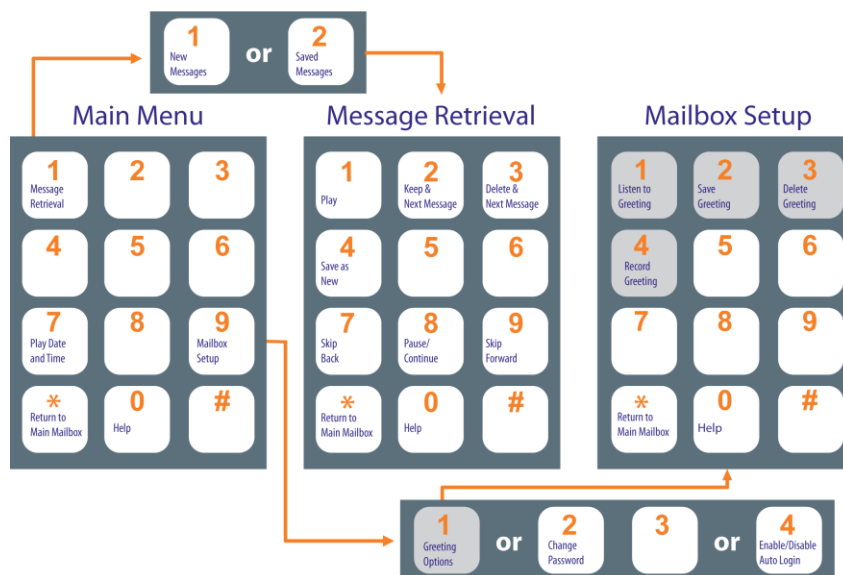 1
New
Messages
or
2
Saved
Messages
Main Menu
1
Message
Retrieval
2
3
4
5
6
7
Play Date
and Time
8
9
Mailbox
Setup
*
Return to
Main Mailbox
0
Help
#
Message Retrieval
1
Play
2
Keep &
Next Message
3
Delete &
Next Message
4
Save as
New
5
6
7
Skip
Back
8
Pause/
Continue
9
Skip
Forward
*
Return to
Main Mailbox
0
Help
#
Mailbox Setup
1
Listen to
Greeting
2
Save
Greeting
3
Delete
Greeting
4
Record
Greeting
5
6
7
8
9
*
Return to
Main Mailbox
0
Help
#
1
Greeting
Options
or
2
Change
Password
3
or
4
Enable/Disable
Auto Login